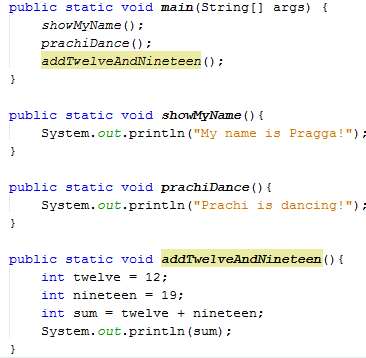 public static void main(String[] args) {
    showMyName();
    prachiDance();
    addTwelveAndNineteen();
}

public static void showMyName(){
    System.out.println("My name is Pragga!");
}

public static void prachiDance(){
    System.out.println("Prachi is dancing!");
}

public static void addTwelveAndNineteen(){
    int twelve = 12;
    int nineteen = 19;
    int sum = twelve + nineteen;
    System.out.println(sum);
}